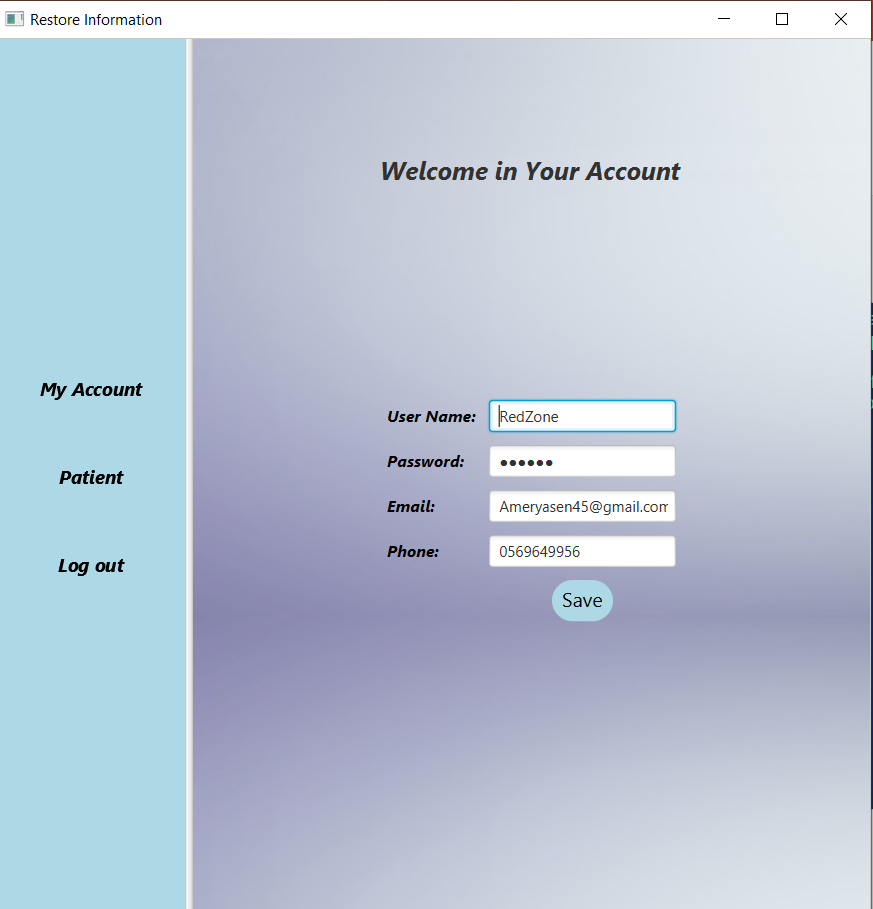 Restore Information
Welcome in Your Account
My Account
Patient
Log out
User Name: RedZone
Password: ••••••
Email: Ameryasen45@gmail.com
Phone: 0569649956
Save